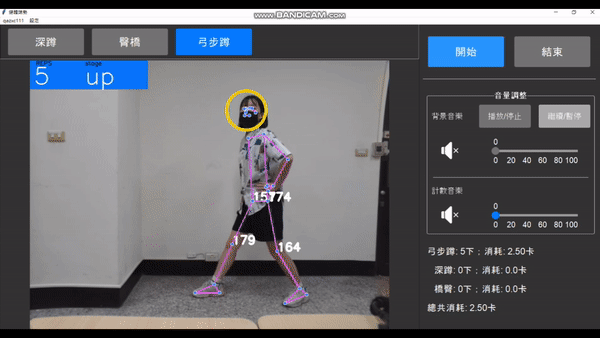 www.BANDICAM.com
設定
深蹲
臀橋
弓步蹲
開始
結束
REPS
stage
5
up
音量調整
背景音樂
播放/停止
繼續/暫停
0
0 20 40 60 80 100
計數音樂
0
0 20 40 60 80 100
179
164
弓步蹲: 5下 ; 消耗: 2.50卡
深蹲: 0下 ; 消耗: 0.0卡
橋臀: 0下 ; 消耗: 0.0卡
總共消耗: 2.50卡